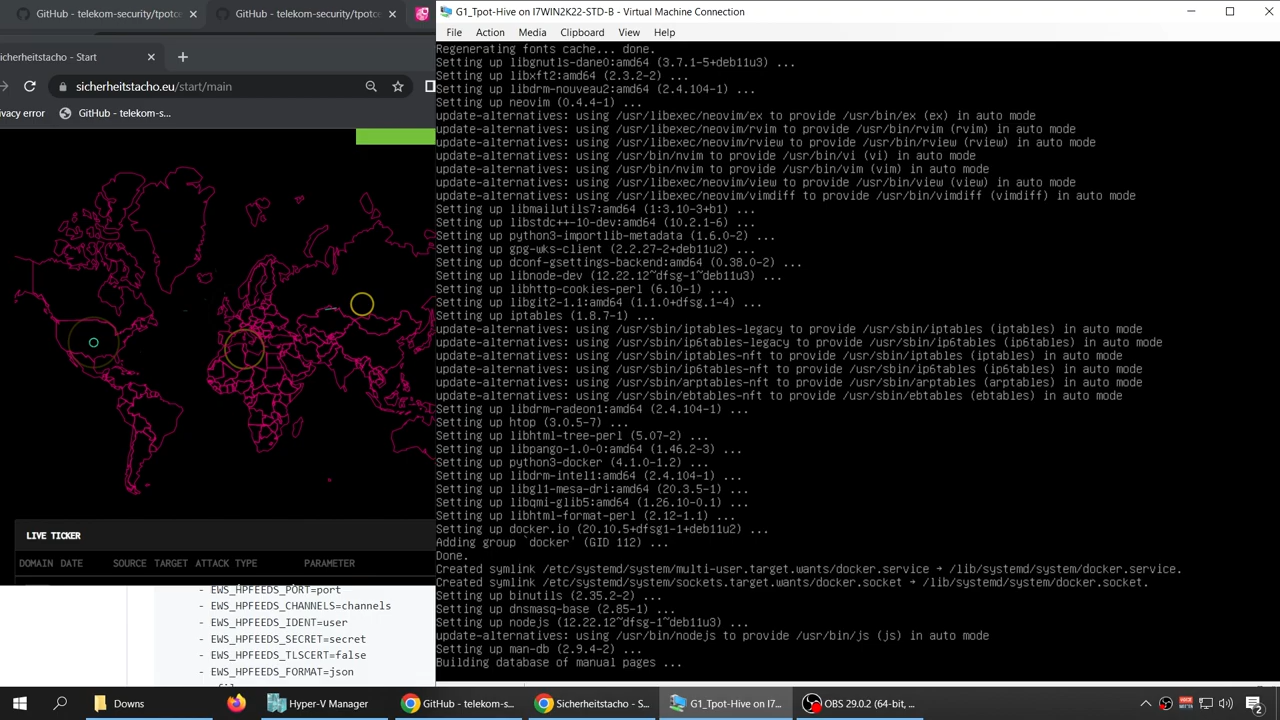 GitHub - telekom-security/tpotce
GitHub - telekom-security/tpotce
icherheitstacho - Start
sicherheitstacho.eu/start/main
ivacy error
GitHub - telekom-s...
LIVE TICKER
DOMAIN DATE SOURCE TARGET ATTACK TYPE PARAMETER
- EWS_HPFEEDS_PORT=port
- EWS_HPFEEDS_CHANNELS=channels
- EWS_HPFEEDS_IDENT=user
- EWS_HPFEEDS_SECRET=secret
- EWS_HPFEEDS_TLSCERT=false
- EWS_HPFEEDS_FORMAT=json
G1_Tpot-Hive on I7WIN2K22-STD-B - Virtual Machine Connection
File Action Media Clipboard View Help
Regenerating fonts cache... done.
Setting up libgnutls-dane0:amd64 (3.7.1-5+deb11u3) ...
Setting up libxft2:amd64 (2.3.2-2) ...
Setting up libdrm-nouveau2:amd64 (2.4.104-1) ...
Setting up neovim (0.4.4-1) ...
update-alternatives: using /usr/libexec/neovim/ex to provide /usr/bin/ex (ex) in auto mode
update-alternatives: using /usr/libexec/neovim/rvim to provide /usr/bin/rvim (rvim) in auto mode
update-alternatives: using /usr/libexec/neovim/rview to provide /usr/bin/rview (rview) in auto mode
update-alternatives: using /usr/bin/nvim to provide /usr/bin/vi (vi) in auto mode
update-alternatives: using /usr/bin/nvim to provide /usr/bin/vim (vim) in auto mode
update-alternatives: using /usr/libexec/neovim/view to provide /usr/bin/view (view) in auto mode
update-alternatives: using /usr/libexec/neovim/vimdiff to provide /usr/bin/vimdiff (vimdiff) in auto mode
Setting up libmailutils7:amd64 (1:3.10-3+b1) ...
Setting up libstdc++-10-dev:amd64 (10.2.1-6) ...
Setting up python3-importlib-metadata (1.6.0-2) ...
Setting up gpg-wks-client (2.2.27-2+deb11u2) ...
Setting up dconf-gsettings-backend:amd64 (0.38.0-2) ...
Setting up libnode-dev (12.22.12~dfsg-1~deb11u3) ...
Setting up libhttp-cookies-perl (6.10-1) ...
Setting up libgit2-1.1:amd64 (1.1.0+dfsg.1-4) ...
Setting up iptables (1.8.7-1) ...
update-alternatives: using /usr/sbin/iptables-legacy to provide /usr/sbin/iptables (iptables) in auto mode
update-alternatives: using /usr/sbin/ip6tables-legacy to provide /usr/sbin/ip6tables (ip6tables) in auto mode
update-alternatives: using /usr/sbin/iptables-nft to provide /usr/sbin/iptables (iptables) in auto mode
update-alternatives: using /usr/sbin/ip6tables-nft to provide /usr/sbin/ip6tables (ip6tables) in auto mode
update-alternatives: using /usr/sbin/arptables-nft to provide /usr/sbin/arptables (arptables) in auto mode
update-alternatives: using /usr/sbin/ebtables-nft to provide /usr/sbin/ebtables (ebtables) in auto mode
Setting up libdrm-radeon1:amd64 (2.4.104-1) ...
Setting up htop (3.0.5-7) ...
Setting up libhtml-tree-perl (5.07-2) ...
Setting up libpango-1.0-0:amd64 (1.46.2-3) ...
Setting up python3-docker (4.1.0-1.2) ...
Setting up libdrm-intel1:amd64 (2.4.104-1) ...
Setting up libgl1-mesa-dri:amd64 (20.3.5-1) ...
Setting up libqmi-glib5:amd64 (1.26.10-0.1) ...
Setting up libhtml-format-perl (2.12-1.1) ...
Setting up docker.io (20.10.5+dfsg1-1+deb11u2) ...
Adding group `docker' (GID 112) ...
Done.
Created symlink /etc/systemd/system/multi-user.target.wants/docker.service → /lib/systemd/system/docker.service.
Created symlink /etc/systemd/system/sockets.target.wants/docker.socket → /lib/systemd/system/docker.socket.
Setting up binutils (2.35.2-2) ...
Setting up dnsmasq-base (2.85-1) ...
Setting up nodejs (12.22.12~dfsg-1~deb11u3) ...
update-alternatives: using /usr/bin/nodejs to provide /usr/bin/js (js) in auto mode
Setting up man-db (2.9.4-2) ...
Building database of manual pages ...
Downs
Hyper-V Manager
GitHub - telekom-s...
Sicherheitstacho - S...
G1_Tpot-Hive on I7...
OBS 29.0.2 (64-bit, ...
2